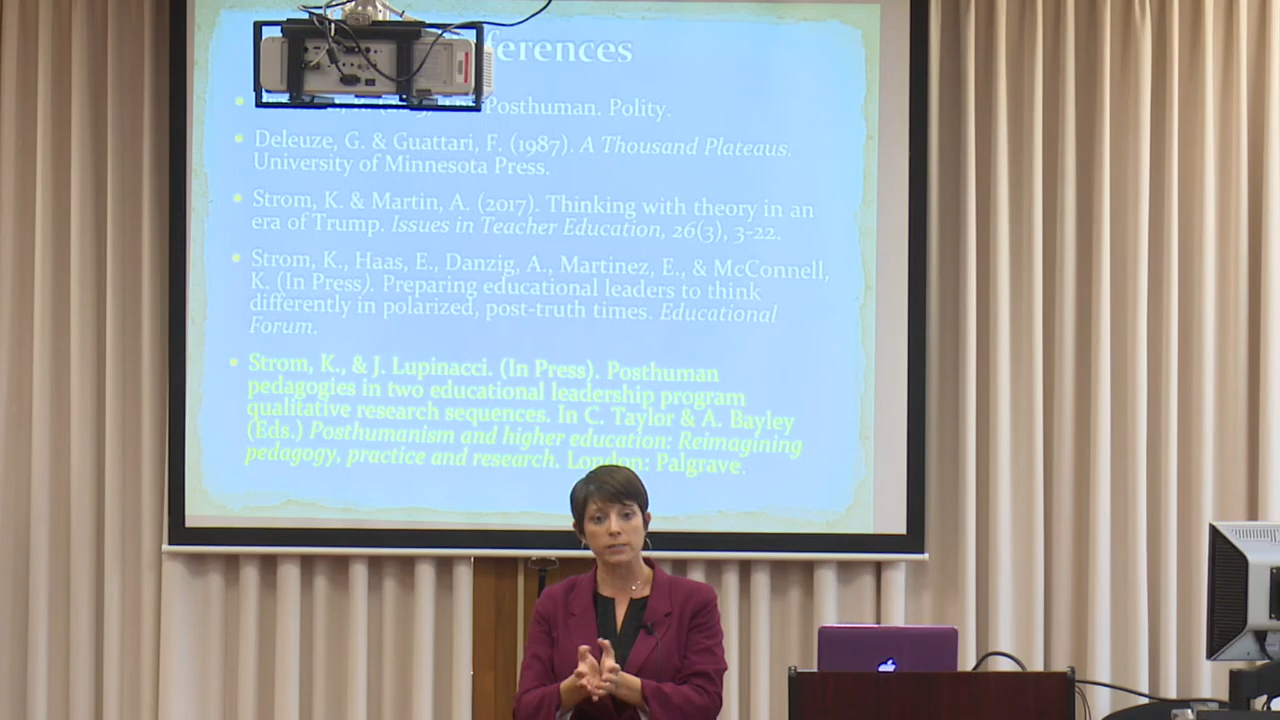 ferences
Posthuman. Polity.
Deleuze, G. & Guattari, F. (1987). A Thousand Plateaus.
University of Minnesota Press.
Strom, K. & Martin, A. (2017). Thinking with theory in an
era of Trump. Issues in Teacher Education, 26(3), 3-22.
Strom, K., Haas, E., Danzig, A., Martinez, E., & McConnell,
K. (In Press). Preparing educational leaders to think
differently in polarized, post-truth times. Educational
Forum.
Strom, K., & J. Lupinacci. (In Press). Posthuman
pedagogies in two educational leadership program
qualitative research sequences. In C. Taylor & A. Bayley
(Eds.) Posthumanism and higher education: Reimagining
pedagogy, practice and research. London: Palgrave.